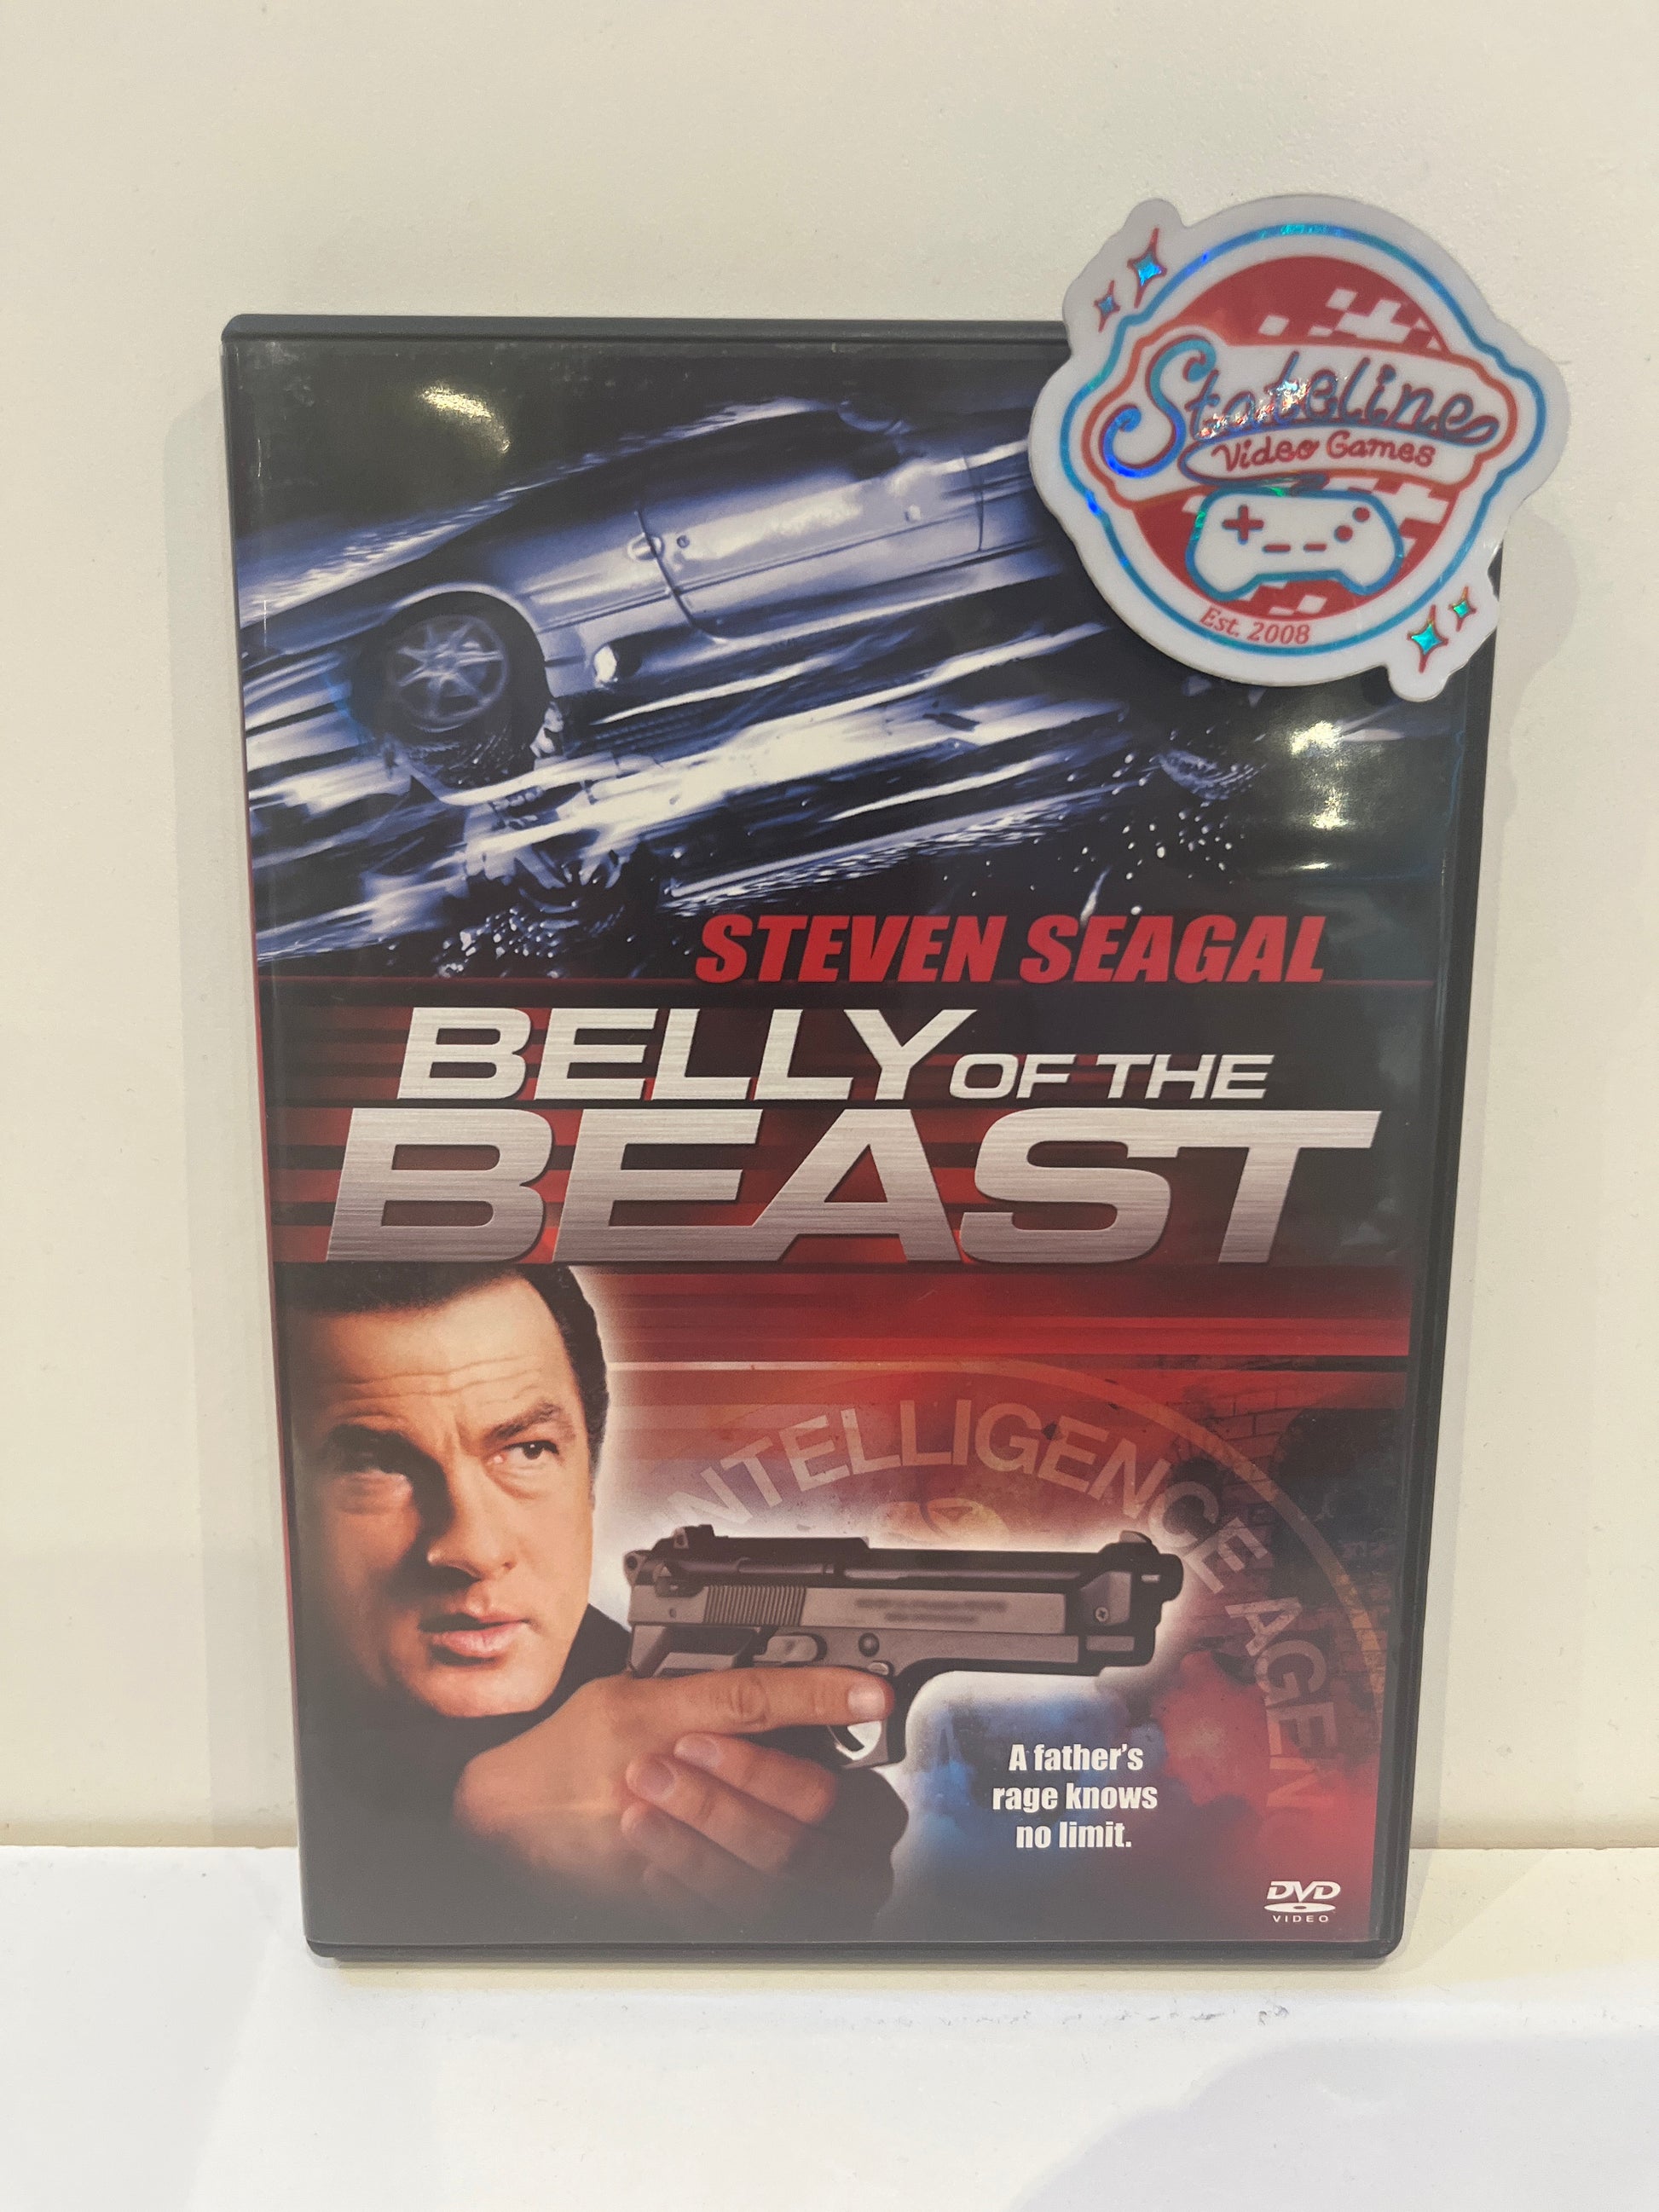 Stateline
Video Games
Est. 2008
STEVEN SEAGAL
BELLY OF THE
BEAST
INTELLIGENCE AGEN
A father's
rage knows
no limit.
DVD
VIDEO